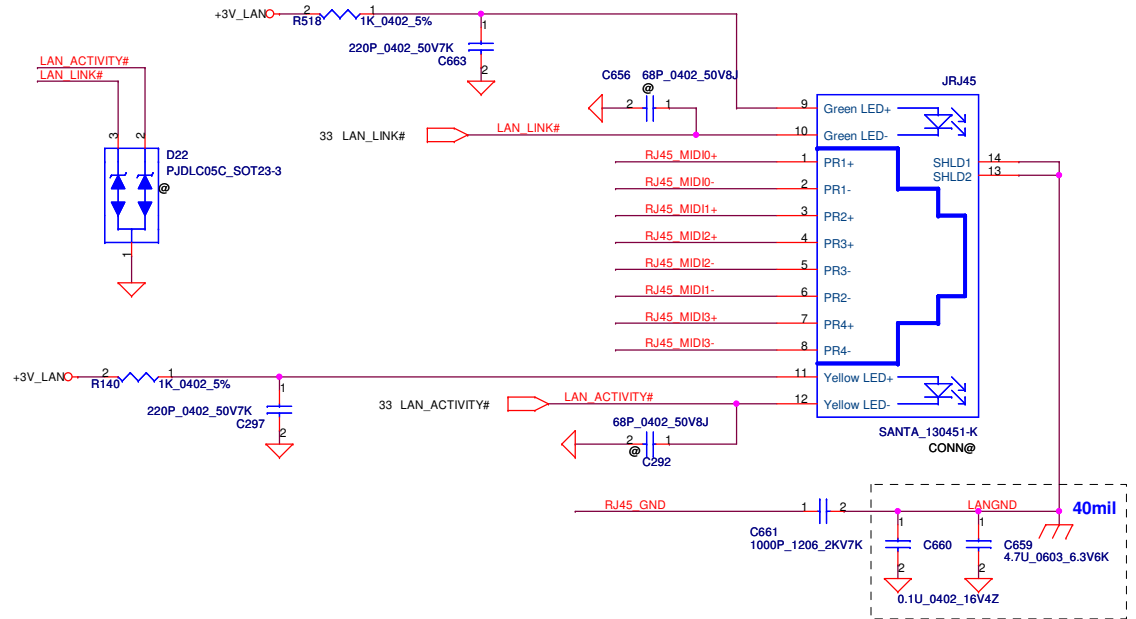 +3V_LAN
2
1
R518
1K_0402_5%
1
220P_0402_50V7K
C663
2
LAN_ACTIVITY#
LAN_LINK#
3
2
D22
PJDLC05C_SOT23-3
@
1
C656
68P_0402_50V8J
@
2
1
33
LAN_LINK#
LAN_LINK#
JRJ45
9
Green LED+
10
Green LED-
RJ45_MIDI0+
1
PR1+
RJ45_MIDI0-
2
PR1-
RJ45_MIDI1+
3
PR2+
RJ45_MIDI2+
4
PR3+
RJ45_MIDI2-
5
PR3-
RJ45_MIDI1-
6
PR2-
RJ45_MIDI3+
7
PR4+
RJ45_MIDI3-
8
PR4-
SHLD1
14
SHLD2
13
+3V_LAN
2
1
R140
1K_0402_5%
1
220P_0402_50V7K
C297
2
11
Yellow LED+
12
Yellow LED-
33
LAN_ACTIVITY#
LAN_ACTIVITY#
68P_0402_50V8J
2
1
@
C292
SANTA_130451-K
CONN@
RJ45_GND
1
2
C661
1000P_1206_2KV7K
LANGND
40mil
1
C660
2
0.1U_0402_16V4Z
1
C659
4.7U_0603_6.3V6K
2